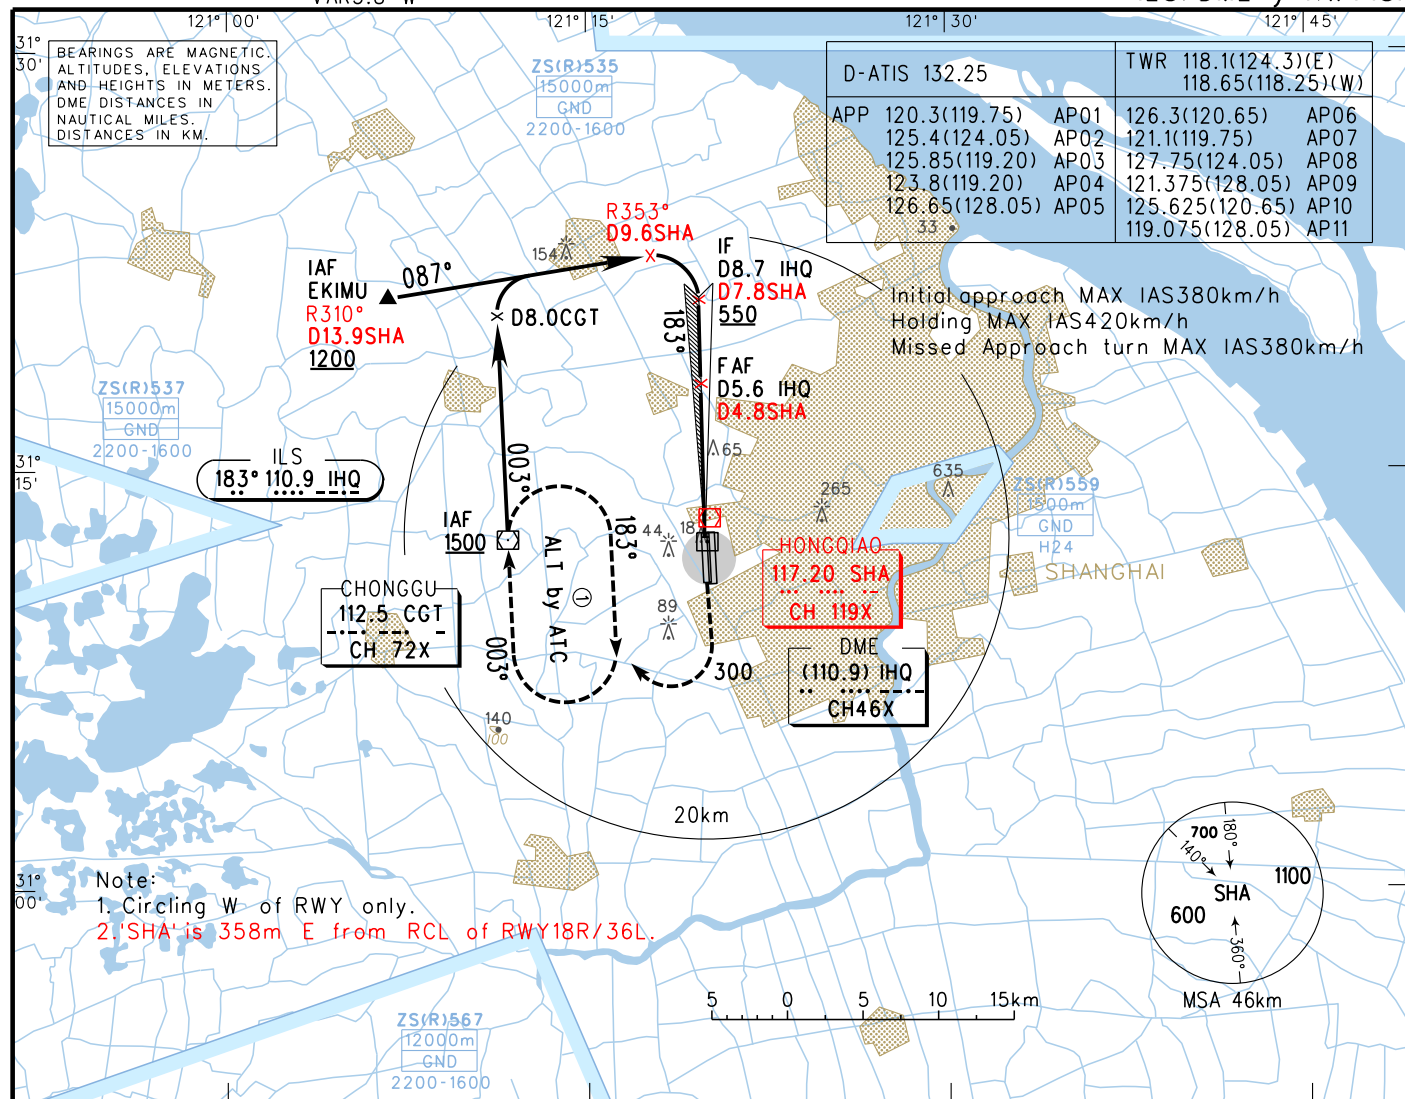 VAR5.8° W
121° 00'
121° 15'
121° 30'
121° 45'
31°
30'
BEARINGS ARE MAGNETIC.
ALTITUDES, ELEVATIONS
AND HEIGHTS IN METERS.
DME DISTANCES IN
NAUTICAL MILES.
DISTANCES IN KM.
ZS(R)535
15000m
GND
2200-1600
D-ATIS 132.25
TWR 118.1(124.3)(E)
118.65(118.25)(W)
APP 120.3(119.75) AP01
125.4(124.05) AP02
125.85(119.20) AP03
123.8(119.20) AP04
126.65(128.05) AP05
126.3(120.65) AP06
121.1(119.75) AP07
127.75(124.05) AP08
121.375(128.05) AP09
125.625(120.65) AP10
119.075(128.05) AP11
33
R353°
D9.6SHA
154
IF
D8.7 IHQ
D7.8SHA
550
IAF
EKIMU
R310°
D13.9SHA
1200
087°
D8.0CGT
183°
Initial approach MAX IAS380km/h
Holding MAX IAS420km/h
Missed Approach turn MAX IAS380km/h
FAF
D5.6 IHQ
D4.8SHA
ZS(R)537
15000m
GND
2200-1600
65
31°
15'
ILS
183° 110.9 IHQ
003°
635
265
ZS(R)559
1500m
GND
H24
IAF
1500
183°
44
18
ALT by ATC
①
HONGQIAO
117.20 SHA
CH 119X
SHANGHAI
CHONGGU
112.5 CGT
CH 72X
89
003°
300
DME
(110.9) IHQ
CH46X
140
100
20km
31°
00'
Note:
1. Circling W of RWY only.
2.'SHA' is 358m E from RCL of RWY18R/36L.
700
180°
140°
SHA
1100
600
360°
MSA 46km
5 0 5 10 15km
ZS(R)567
12000m
GND
2200-1600